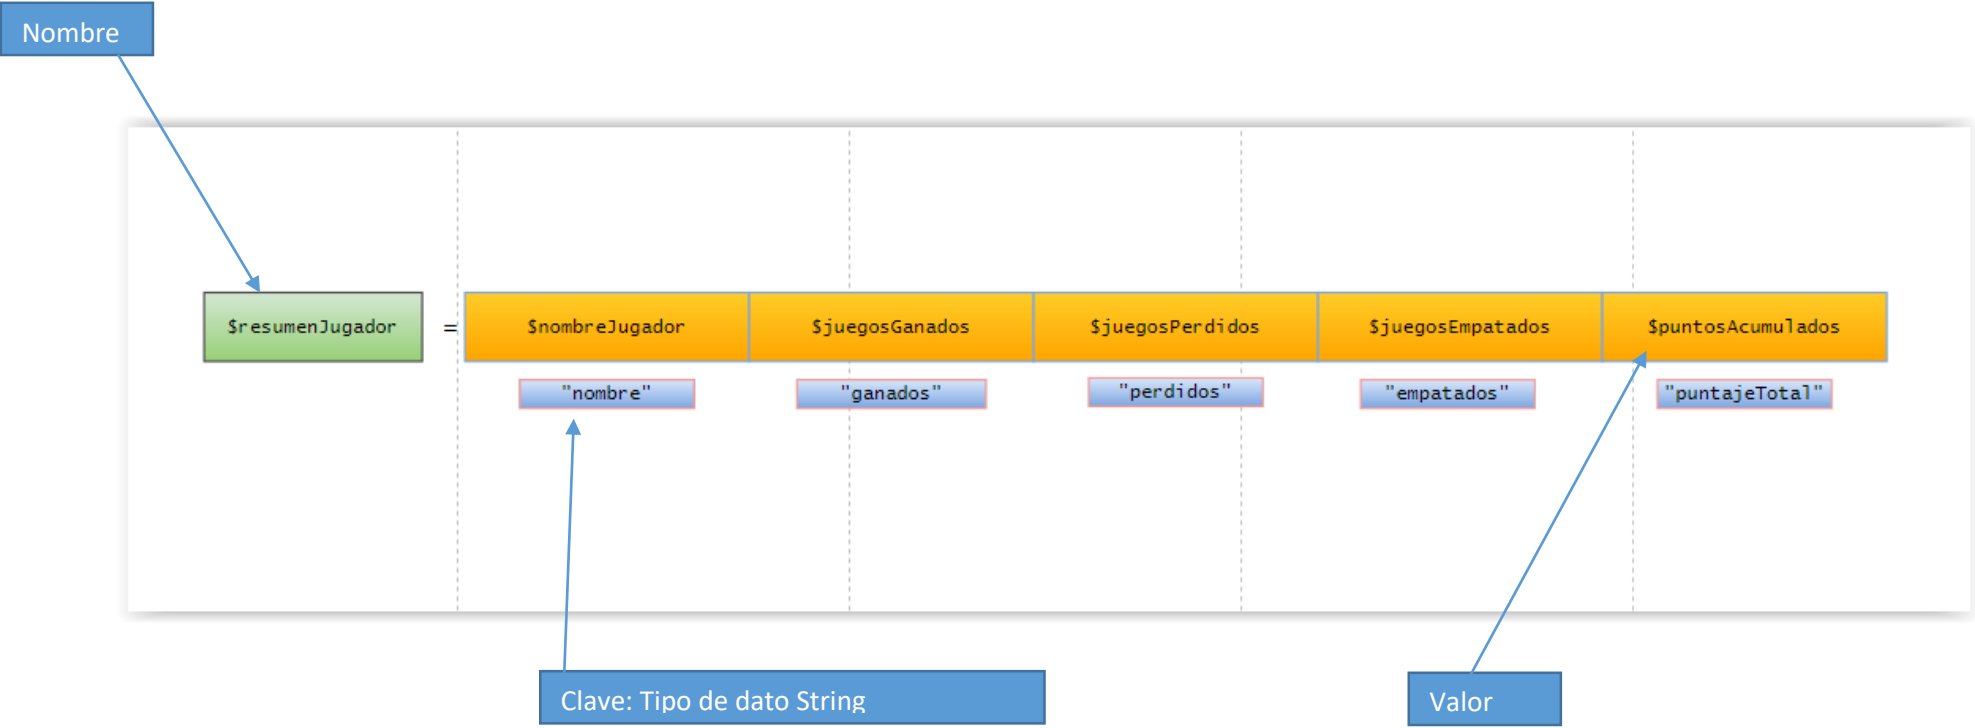 Nombre
$resumenJugador = $nombreJugador $juegosGanados $juegosPerdidos $juegosEmpatados $puntosAcumulados
"nombre" "ganados" "perdidos" "empatados" "puntajeTotal"
Clave: Tipo de dato String
Valor